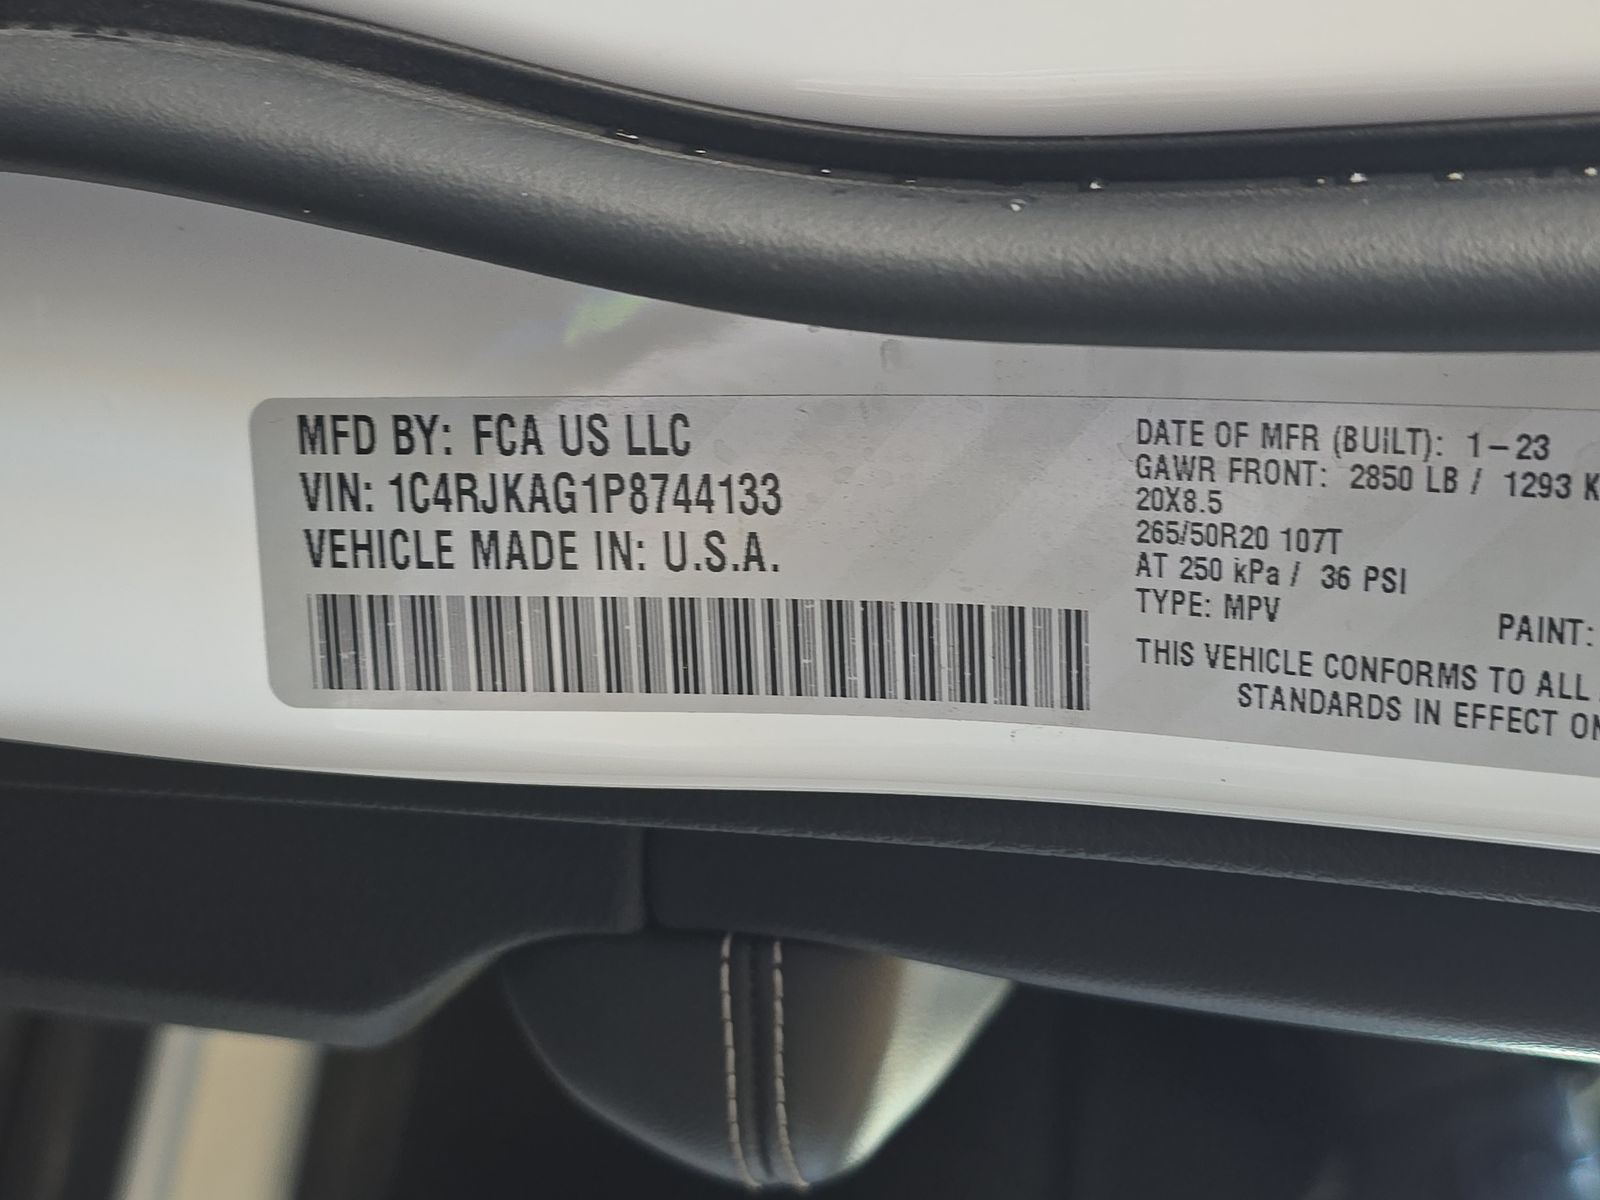 MFD BY: FCA US LLC
VIN: 1C4RJKAG1P8744133
VEHICLE MADE IN: U.S.A.
DATE OF MFR (BUILT): 1-23
GAWR FRONT: 2850 LB / 1293 K
20X8.5
265/50R20 107T
AT 250 kPa / 36 PSI
TYPE: MPV
PAINT:
THIS VEHICLE CONFORMS TO ALL
STANDARDS IN EFFECT ON